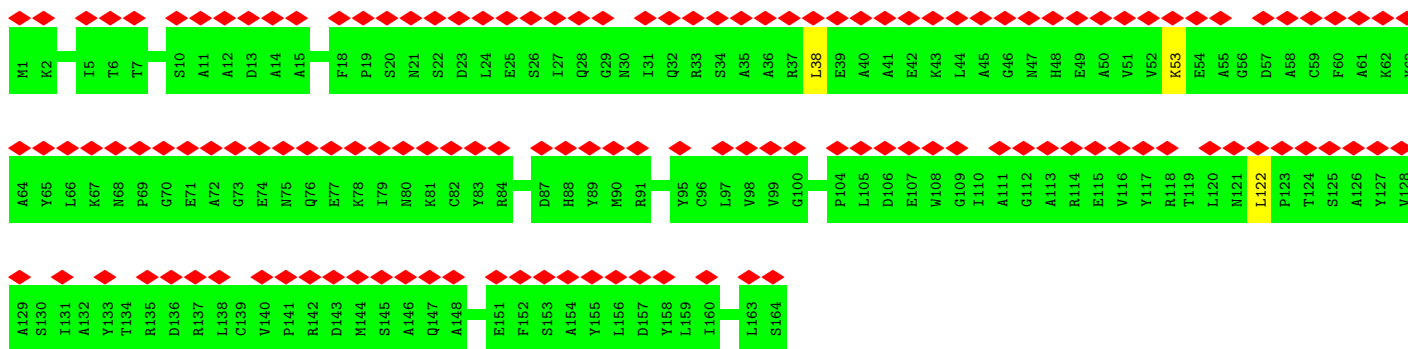 M1 K2 I5 T6 T7 S10 A11 A12 D13 A14 A15 F18 P19 S20 N21 S22 D23 L24 E25 S26 I27 Q28 G29 N30 I31 Q32 R33 S34 A35 A36 R37 L38 E39 A40 A41 E42 K43 L44 A45 G46 N47 H48 E49 A50 V51 V52 K53 E54 A55 G56 D57 A58 C59 F60 A61 K62
A64 Y65 L66 K67 N68 P69 G70 E71 A72 G73 E74 N75 Q76 E77 K78 I79 N80 K81 C82 Y83 R84 D87 H88 Y89 M90 R91 Y95 C96 L97 V98 V99 G100 P104 L105 D106 E107 W108 G109 I110 A111 G112 A113 R114 E115 V116 Y117 R118 T119 L120 N121 L122 P123 T124 S125 A126 Y127 V128
A129 S130 I131 A132 Y133 T134 R135 D136 R137 L138 C139 V140 P141 R142 D143 M144 S145 A146 Q147 A148 E151 F152 S153 A154 Y155 L156 D157 Y158 L159 I160 L163 S164